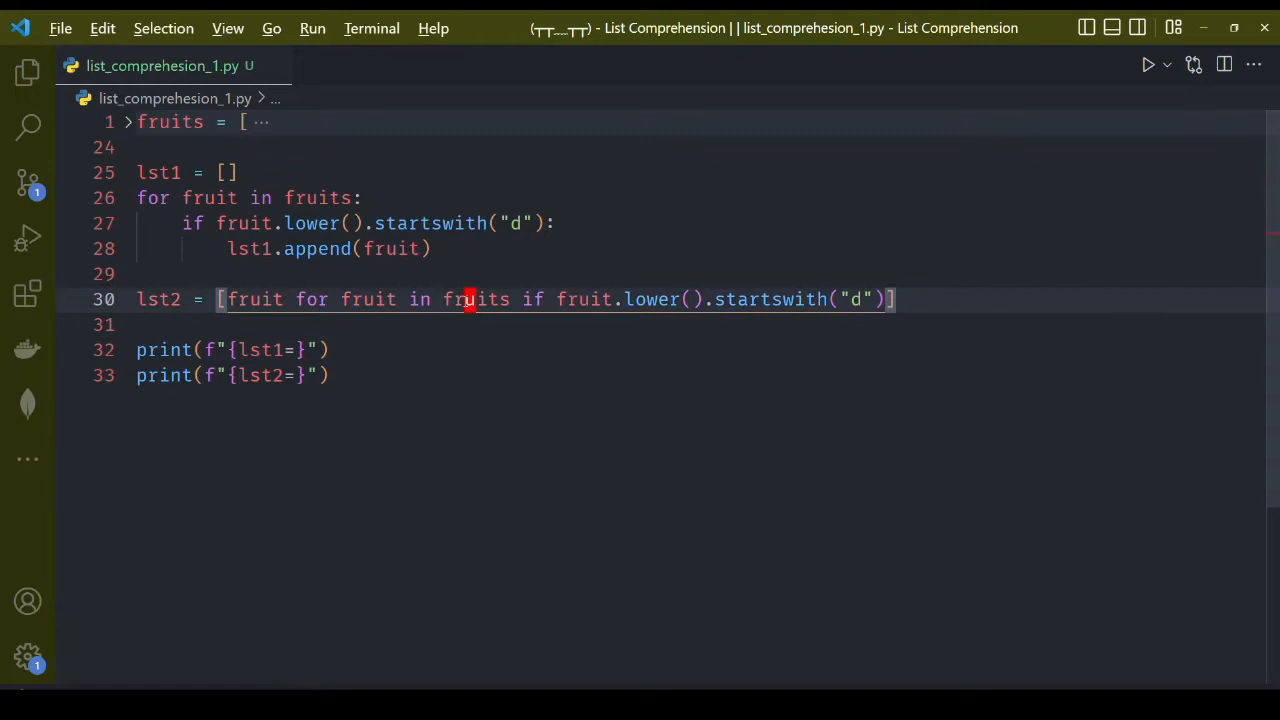 File Edit Selection View Go Run Terminal Help (┬┬﹏┬┬) - List Comprehension | | list_comprehesion_1.py - List Comprehension
list_comprehesion_1.py U
list_comprehesion_1.py > ...
1 fruits = [ ...
24
25 lst1 = []
26 for fruit in fruits:
27 if fruit.lower().startswith("d"):
28 lst1.append(fruit)
29
30 lst2 = [fruit for fruit in fruits if fruit.lower().startswith("d")]
31
32 print(f"{lst1=}")
33 print(f"{lst2=}")
1
1